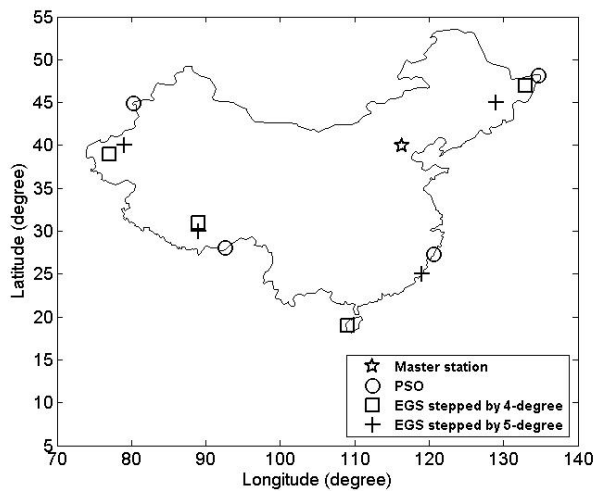 55
50
45
40
35
30
25
20
15
10
5
Latitude (degree)
70 80 90 100 110 120 130 140
Longitude (degree)
Master station
PSO
EGS stepped by 4-degree
EGS stepped by 5-degree